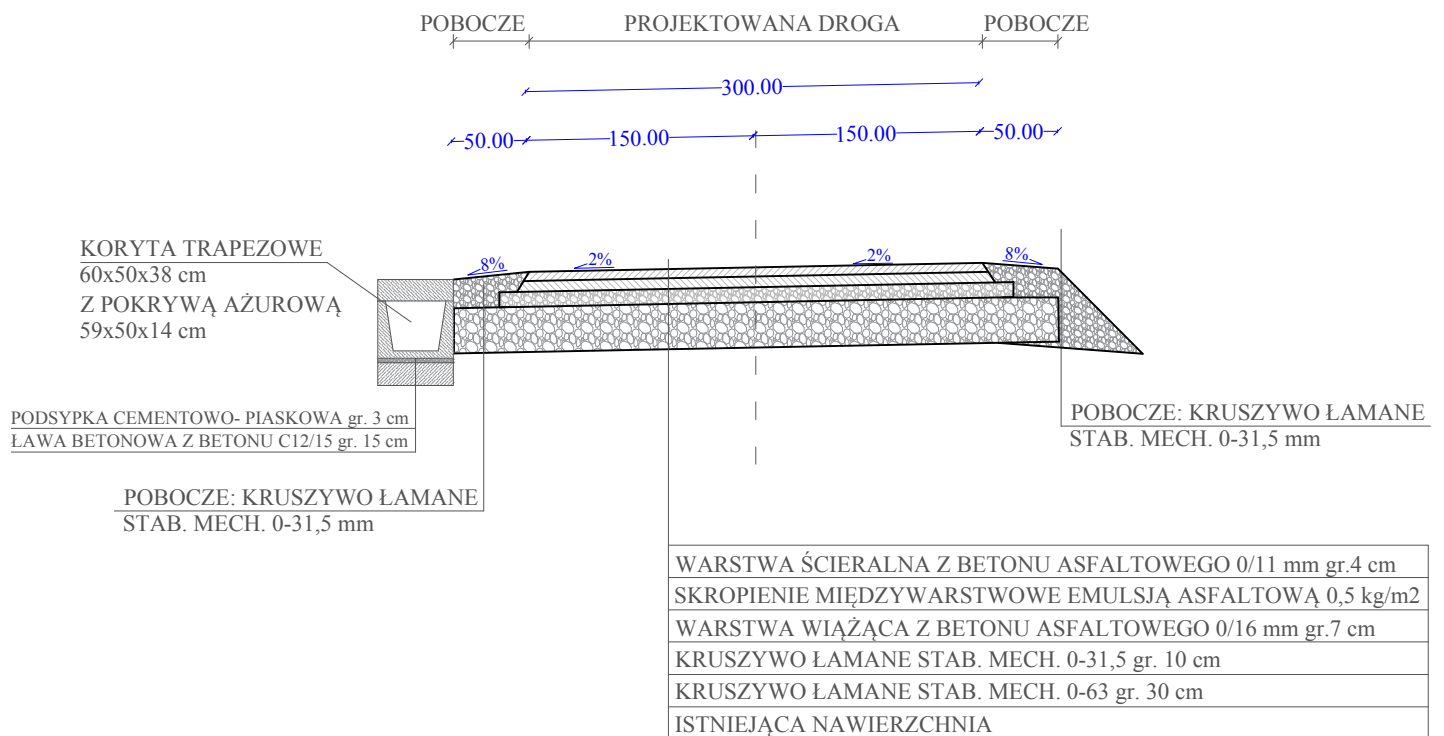 POBOCZE PROJEKTOWANA DROGA POBOCZE
300.00
50.00 150.00 150.00 50.00
8% 2% 2% 8%
KORYTA TRAPEZOWE
60x50x38 cm
Z POKRYWĄ AŻUROWĄ
59x50x14 cm
PODSYPKA CEMENTOWO- PIASKOWA gr. 3 cm
ŁAWA BETONOWA Z BETONU C12/15 gr. 15 cm
POBOCZE: KRUSZYWO ŁAMANE
STAB. MECH. 0-31,5 mm
POBOCZE: KRUSZYWO ŁAMANE
STAB. MECH. 0-31,5 mm
WARSTWA ŚCIERALNA Z BETONU ASFALTOWEGO 0/11 mm gr.4 cm
SKROPIENIE MIĘDZYWARSTWOWE EMULSJĄ ASFALTOWĄ 0,5 kg/m2
WARSTWA WIĄŻĄCA Z BETONU ASFALTOWEGO 0/16 mm gr.7 cm
KRUSZYWO ŁAMANE STAB. MECH. 0-31,5 gr. 10 cm
KRUSZYWO ŁAMANE STAB. MECH. 0-63 gr. 30 cm
ISTNIEJĄCA NAWIERZCHNIA